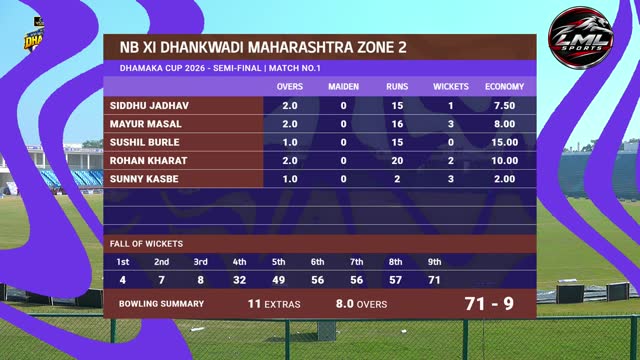 NB XI DHANKWADI MAHARASHTRA ZONE 2
LML
SPORTS
DHAMAKA CUP 2026 - SEMI-FINAL | MATCH NO.1
OVERS MAIDEN RUNS WICKETS ECONOMY
SIDDHU JADHAV 2.0 0 15 1 7.50
MAYUR MASAL 2.0 0 16 3 8.00
SUSHIL BURLE 1.0 0 15 0 15.00
ROHAN KHARAT 2.0 0 20 2 10.00
SUNNY KASBE 1.0 0 2 3 2.00
FALL OF WICKETS
1st 2nd 3rd 4th 5th 6th 7th 8th 9th
4 7 8 32 49 56 56 57 71
BOWLING SUMMARY 11 EXTRAS 8.0 OVERS 71 - 9